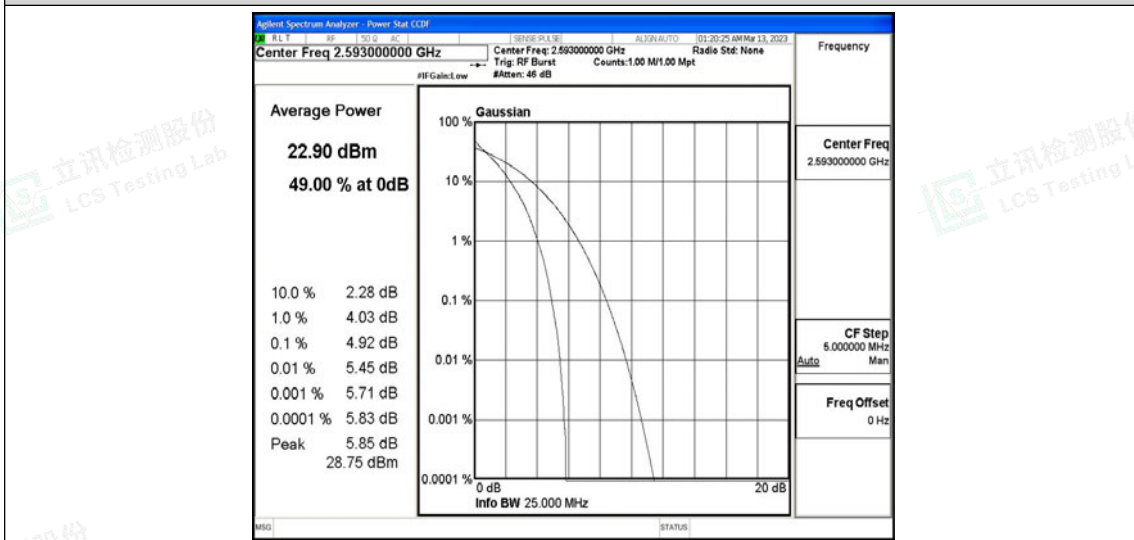 Agilent Spectrum Analyzer - Power Stat CCDF
RLT RF 50 Ω AC SENSE:PULSE ALIGN AUTO 01:20:25 AM Mar 13, 2023
Center Freq 2.593000000 GHz
Center Freq: 2.593000000 GHz Radio Std: None
Trig: RF Burst Counts:1.00 M/1.00 Mpt
#IFGain:Low #Atten: 46 dB
Frequency
Average Power
22.90 dBm
49.00 % at 0dB
10.0 % 2.28 dB
1.0 % 4.03 dB
0.1 % 4.92 dB
0.01 % 5.45 dB
0.001 % 5.71 dB
0.0001 % 5.83 dB
Peak 5.85 dB
28.75 dBm
Gaussian
100 %
10 %
1 %
0.1 %
0.01 %
0.001 %
0.0001 %
0 dB 20 dB
Info BW 25.000 MHz
Center Freq
2.593000000 GHz
CF Step
5.000000 MHz
Auto Man
Freq Offset
0 Hz
MSG STATUS
立讯检测股份
LCS Testing Lab
立讯检测股份
LCS Testing L